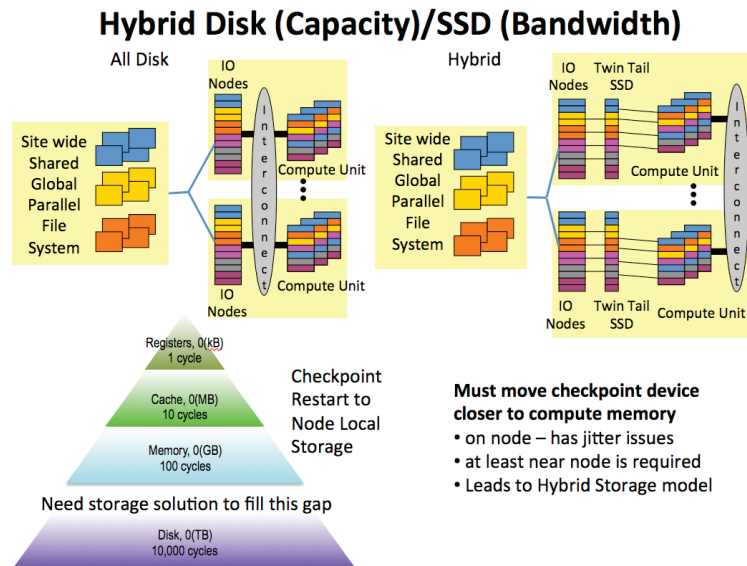 Hybrid Disk (Capacity)/SSD (Bandwidth)
All Disk
IO
Nodes
Site wide
Shared
Global
Parallel
File
System
Interconnect
Compute Unit
IO
Nodes
Compute Unit
Hybrid
IO
Nodes
Twin Tail
SSD
Site wide
Shared
Global
Parallel
File
System
Interconnect
Compute Unit
IO
Nodes
Twin Tail
SSD
Compute Unit
Registers, 0(kB)
1 cycle
Cache, 0(MB)
10 cycles
Memory, 0(GB)
100 cycles
Checkpoint
Restart to
Node Local
Storage
Need storage solution to fill this gap
Disk, 0(TB)
10,000 cycles
Must move checkpoint device
closer to compute memory
• on node – has jitter issues
• at least near node is required
• Leads to Hybrid Storage model